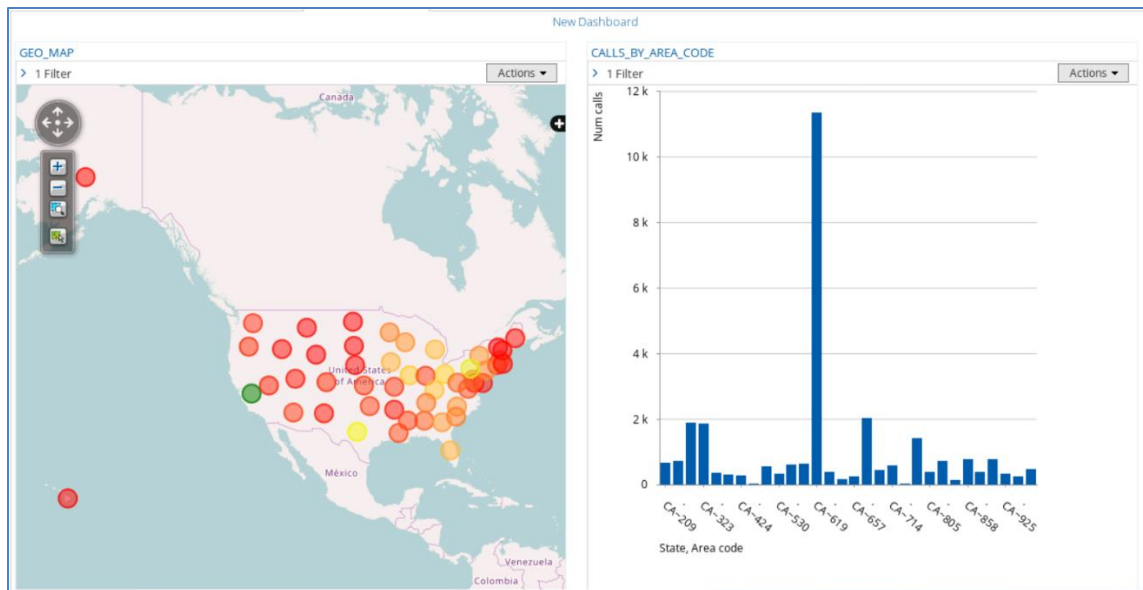 New Dashboard
GEO_MAP
1 Filter
Actions
Canada
United States
of America
México
Venezuela
Colombia
CALLS_BY_AREA_CODE
1 Filter
Actions
Num calls
12 k
10 k
8 k
6 k
4 k
2 k
0
CA~209
CA~323
CA~424
CA~530
CA~619
CA~657
CA~714
CA~805
CA~858
CA~925
State, Area code